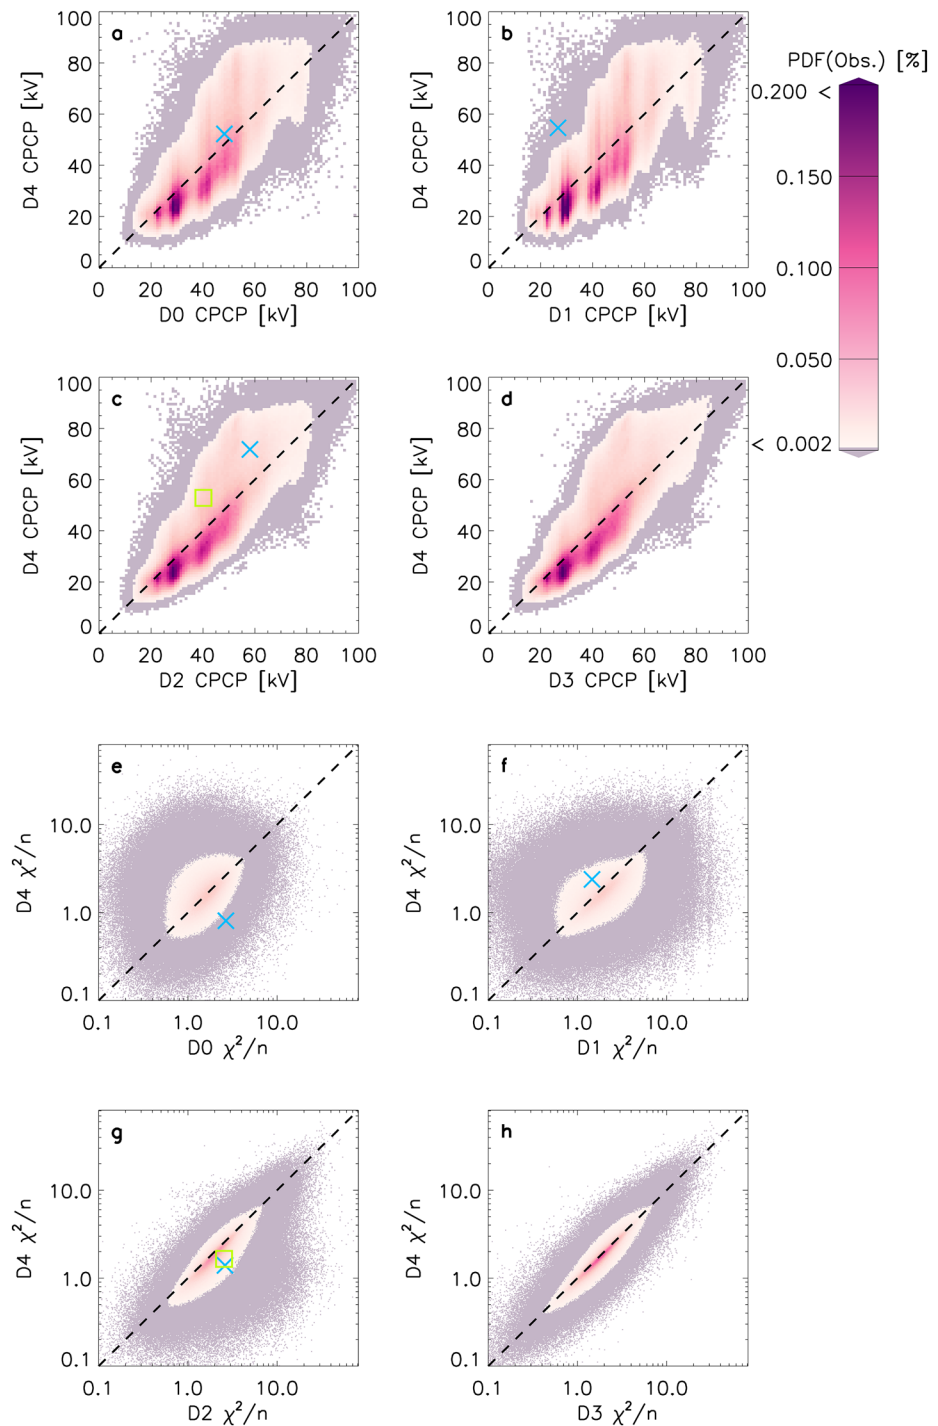 a
100
80
60
40
20
0
D4 CPCP [kV]
0 20 40 60 80 100
D0 CPCP [kV]
b
100
80
60
40
20
0
D4 CPCP [kV]
0 20 40 60 80 100
D1 CPCP [kV]
PDF(Obs.) [%]
0.200 <
0.150
0.100
0.050
< 0.002
c
100
80
60
40
20
0
D4 CPCP [kV]
0 20 40 60 80 100
D2 CPCP [kV]
d
100
80
60
40
20
0
D4 CPCP [kV]
0 20 40 60 80 100
D3 CPCP [kV]
e
10.0
1.0
0.1
D4 χ²/n
0.1 1.0 10.0
D0 χ²/n
f
10.0
1.0
0.1
D4 χ²/n
0.1 1.0 10.0
D1 χ²/n
g
10.0
1.0
0.1
D4 χ²/n
0.1 1.0 10.0
D2 χ²/n
h
10.0
1.0
0.1
D4 χ²/n
0.1 1.0 10.0
D3 χ²/n